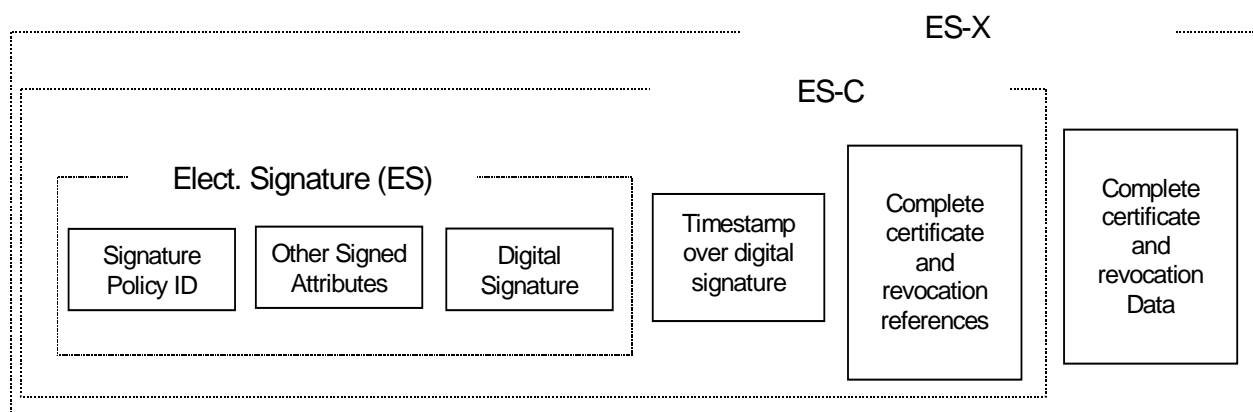 ES-X
ES-C
Elect. Signature (ES)
Signature
Policy ID
Other Signed
Attributes
Digital
Signature
Timestamp
over digital
signature
Complete
certificate
and
revocation
references
Complete
certificate
and
revocation
Data